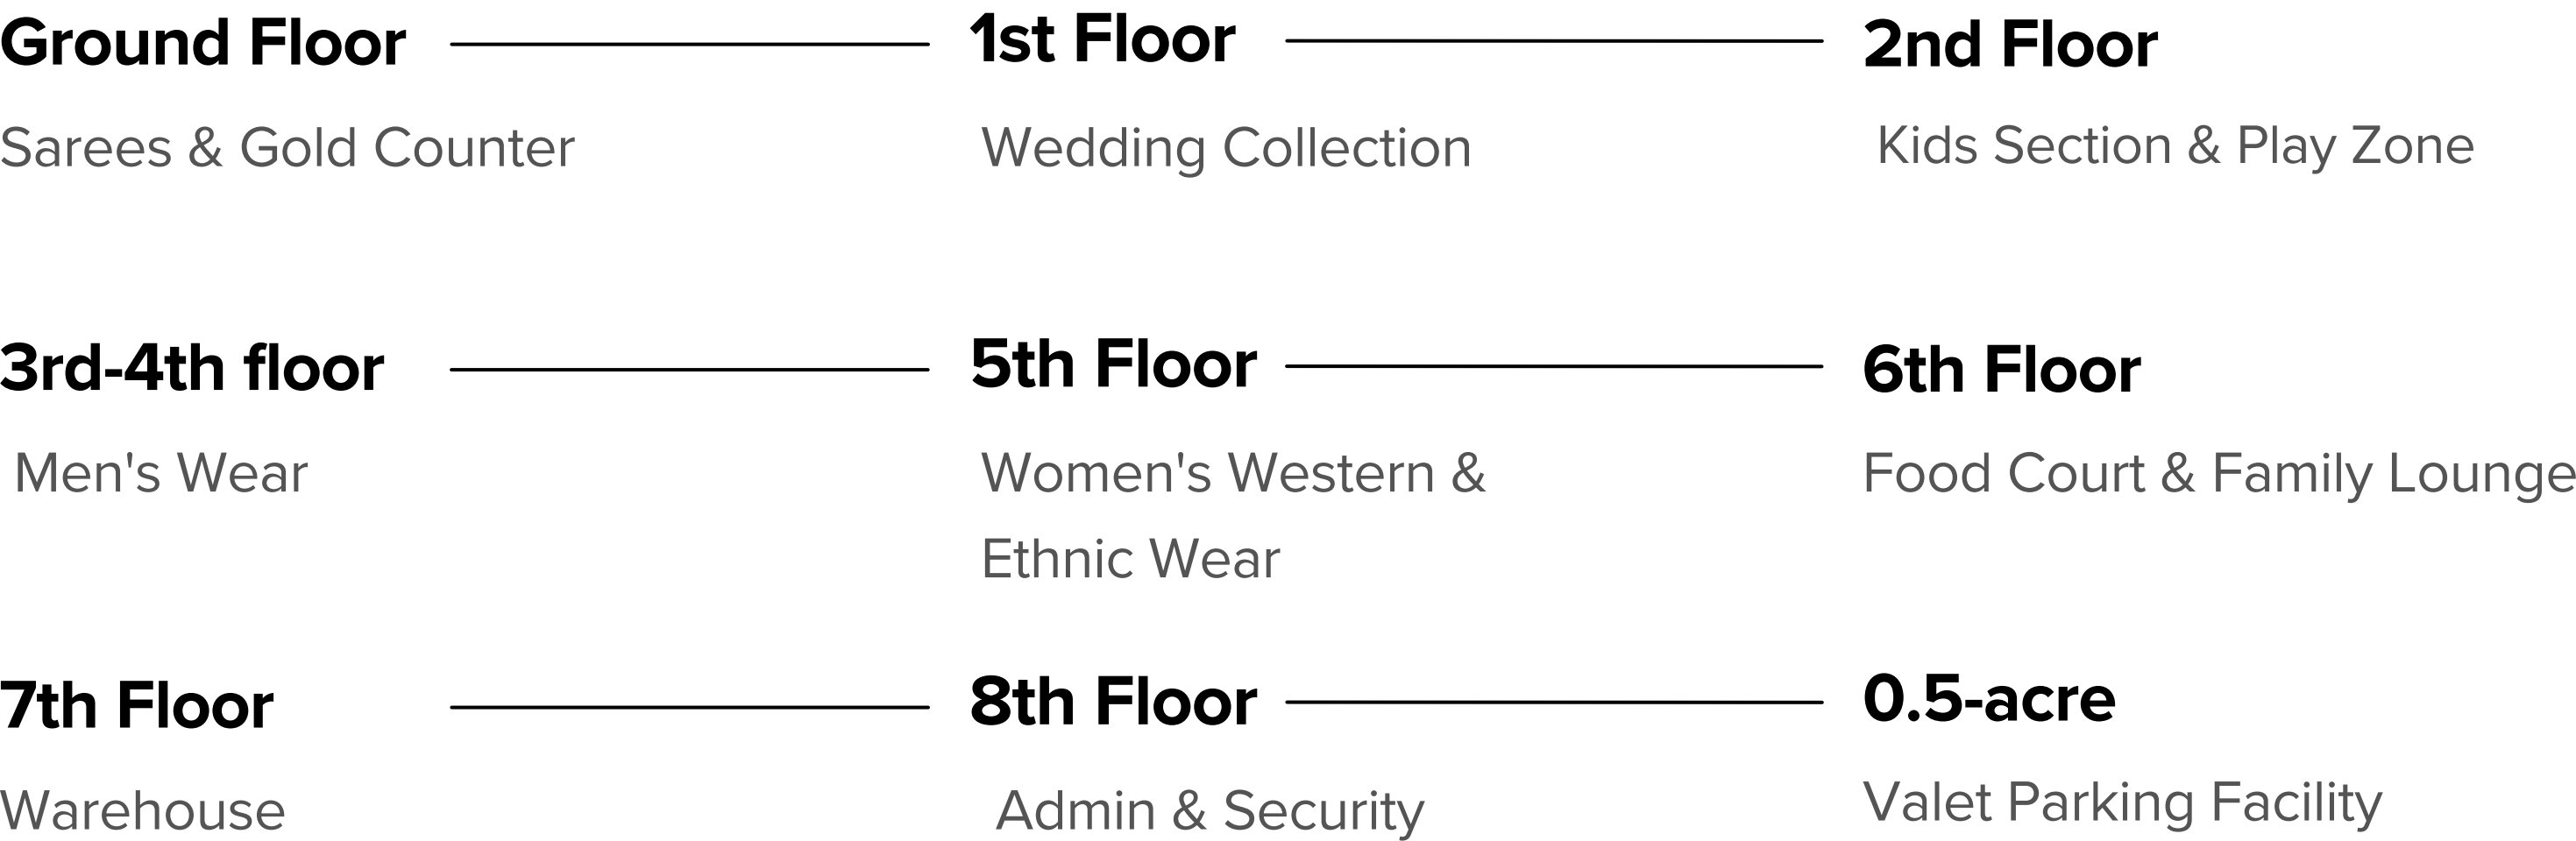 Ground Floor
1st Floor
2nd Floor
Sarees & Gold Counter
Wedding Collection
Kids Section & Play Zone
3rd-4th floor
5th Floor
6th Floor
Men's Wear
Women's Western &
Ethnic Wear
Food Court & Family Lounge
7th Floor
8th Floor
0.5-acre
Warehouse
Admin & Security
Valet Parking Facility